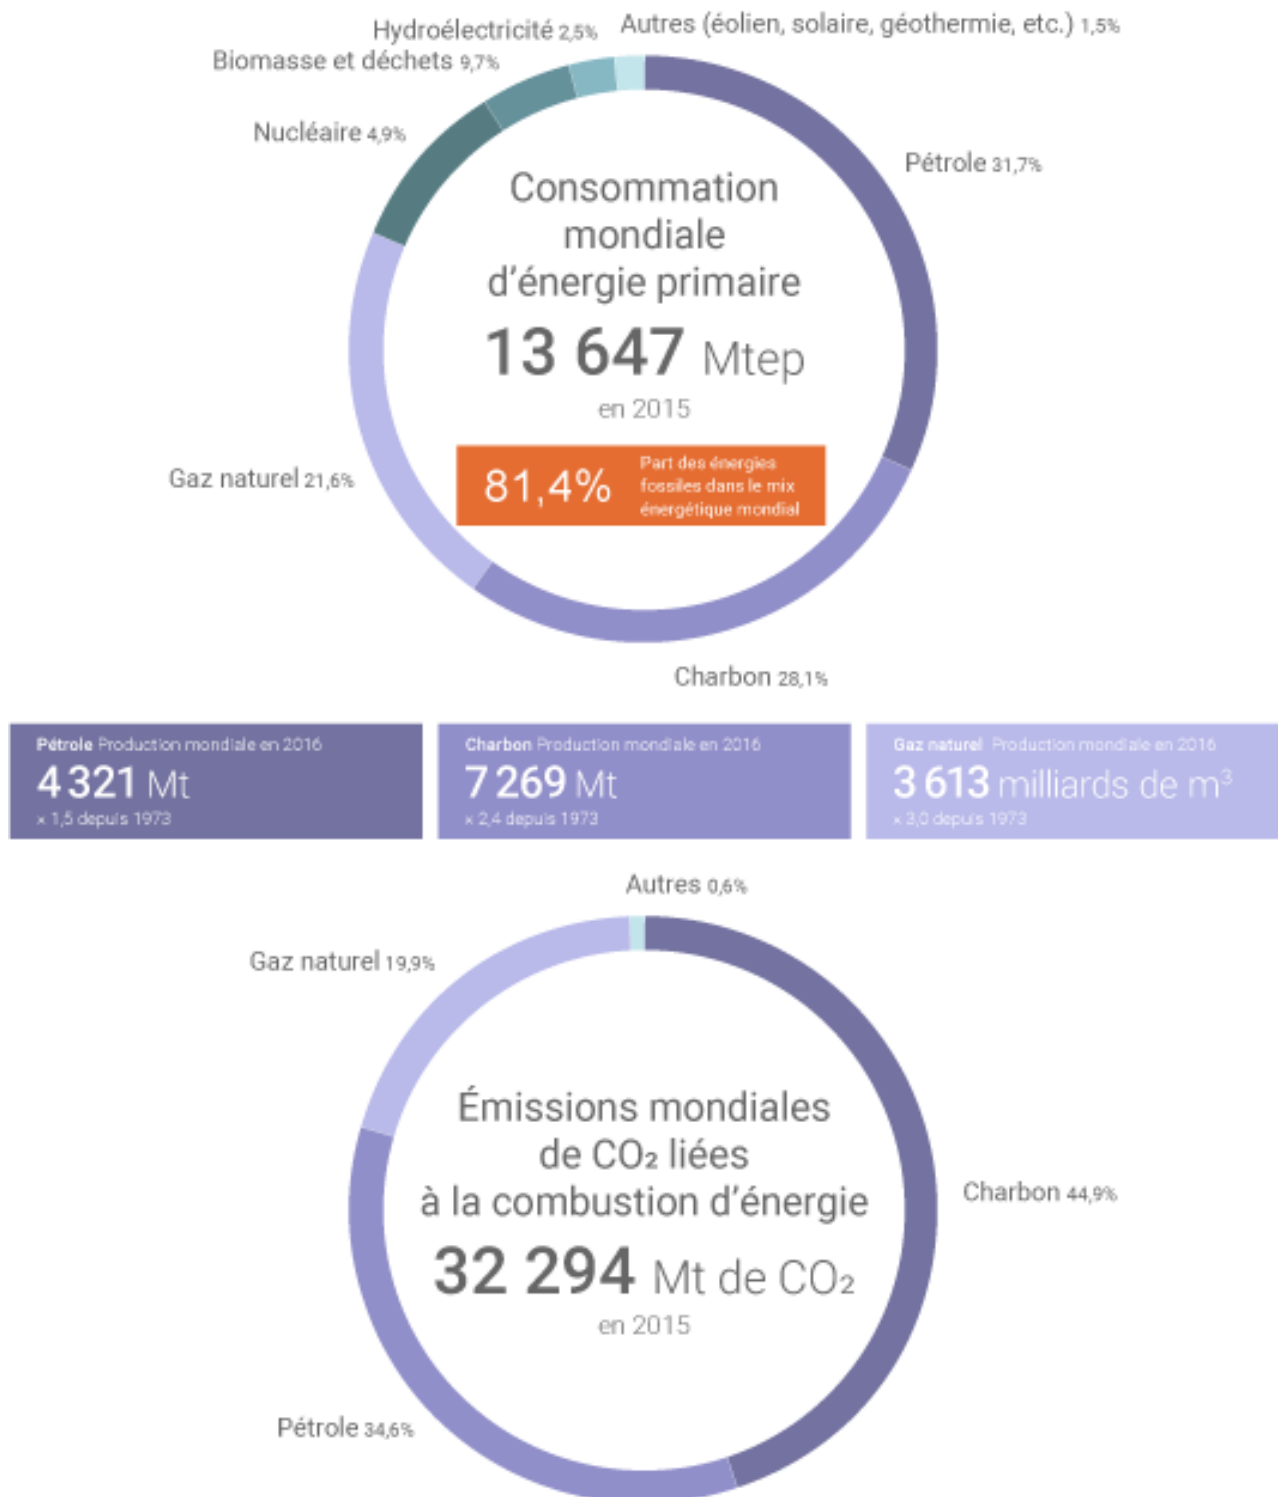 Hydroélectricité 2,5%
Autres (éolien, solaire, géothermie, etc.) 1,5%
Biomasse et déchets 9,7%
Nucléaire 4,9%
Pétrole 31,7%
Consommation
mondiale
d'énergie primaire
13 647 Mtep
en 2015
Gaz naturel 21,6%
81,4%
Part des énergies
fossiles dans le mix
énergétique mondial
Charbon 28,1%
Pétrole Production mondiale en 2016
4 321 Mt
x 1,5 depuis 1973
Charbon Production mondiale en 2016
7 269 Mt
x 2,4 depuis 1973
Gaz naturel Production mondiale en 2016
3 613 milliards de m³
x 3,0 depuis 1973
Autres 0,6%
Gaz naturel 19,9%
Émissions mondiales
de CO₂ liées
à la combustion d'énergie
32 294 Mt de CO₂
en 2015
Charbon 44,9%
Pétrole 34,6%